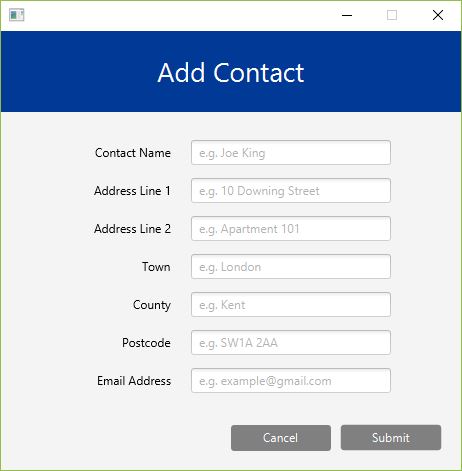 Add Contact
Contact Name e.g. Joe King
Address Line 1 e.g. 10 Downing Street
Address Line 2 e.g. Apartment 101
Town e.g. London
County e.g. Kent
Postcode e.g. SW1A 2AA
Email Address e.g. example@gmail.com
Cancel Submit